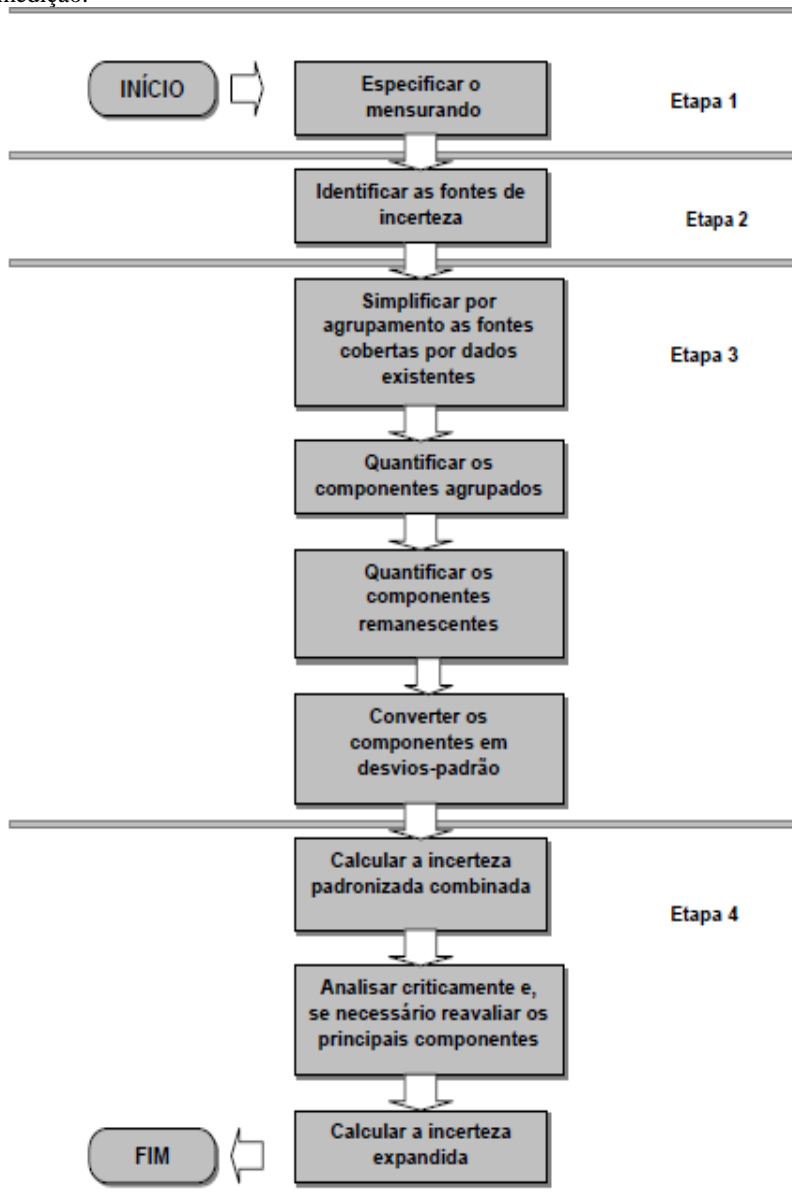 INÍCIO
Especificar o
mensurando
Etapa 1
Identificar as fontes de
incerteza
Etapa 2
Simplificar por
agrupamento as fontes
cobertas por dados
existentes
Etapa 3
Quantificar os
componentes agrupados
Quantificar os
componentes
remanescentes
Converter os
componentes em
desvios-padrão
Calcular a incerteza
padronizada combinada
Etapa 4
Analisar criticamente e,
se necessário reavaliar os
principais componentes
Calcular a incerteza
expandida
FIM